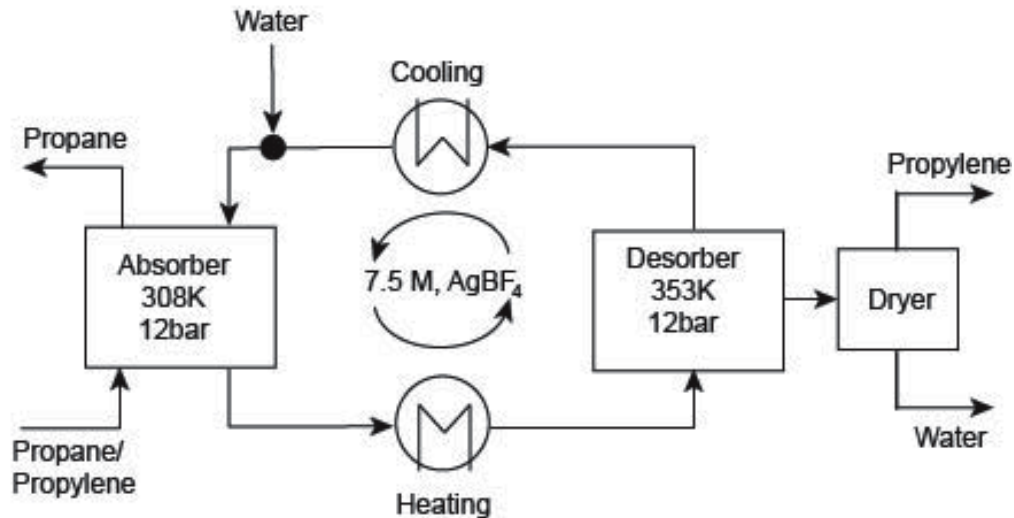 Water
Cooling
Propane
Propylene
Absorber
308K
12bar
7.5 M, AgBF4
Desorber
353K
12bar
Dryer
Propane/
Propylene
Heating
Water